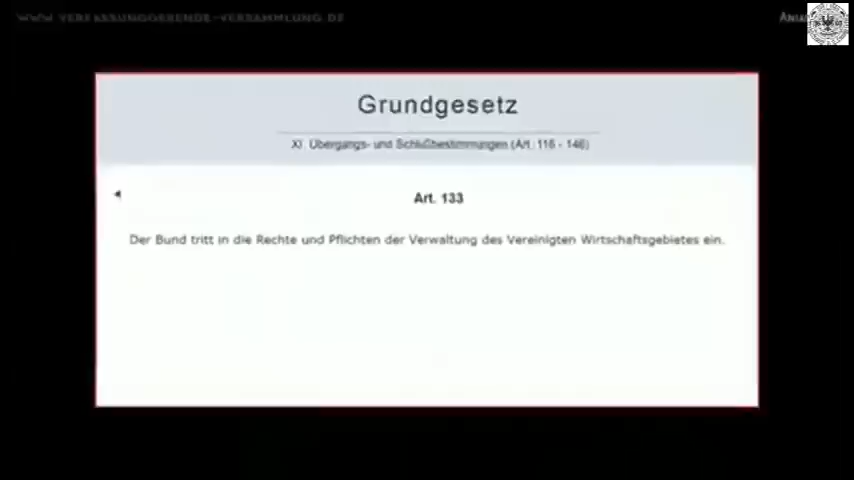 WWW.VERFASSUNGGEBENDE-VERSAMMLUNG.DE
Grundgesetz
XI. Übergangs- und Schlußbestimmungen (Art. 116 - 146)
Art. 133
Der Bund tritt in die Rechte und Pflichten der Verwaltung des Vereinigten Wirtschaftsgebietes ein.